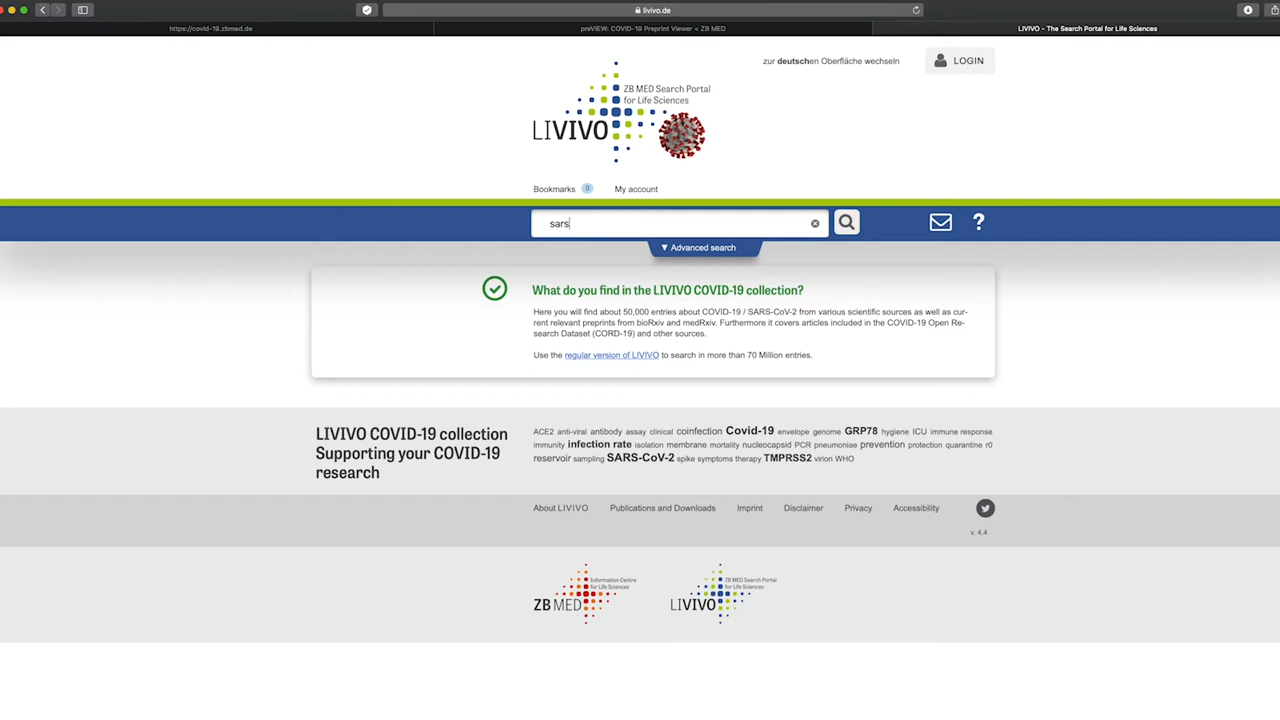 livivo.de
https://covid-19.zbmed.de
preVIEW: COVID-19 Preprint Viewer < ZB MED
LIVIVO - The Search Portal for Life Sciences
zur deutschen Oberfläche wechseln
LOGIN
ZB MED Search Portal
for Life Sciences
LIVIVO
Bookmarks 0
My account
sars
?
▼ Advanced search
What do you find in the LIVIVO COVID-19 collection?
Here you will find about 50,000 entries about COVID-19 / SARS-CoV-2 from various scientific sources as well as cur-
rent relevant preprints from bioRxiv and medRxiv. Furthermore it covers articles included in the COVID-19 Open Re-
search Dataset (CORD-19) and other sources.
Use the regular version of LIVIVO to search in more than 70 Million entries.
LIVIVO COVID-19 collection
Supporting your COVID-19
research
ACE2 anti-viral antibody assay clinical coinfection Covid-19 envelope genome GRP78 hygiene ICU immune response
immunity infection rate isolation membrane mortality nucleocapsid PCR pneumoniae prevention protection quarantine r0
reservoir sampling SARS-CoV-2 spike symptoms therapy TMPRSS2 virion WHO
About LIVIVO
Publications and Downloads
Imprint
Disclaimer
Privacy
Accessibility
v. 4.4
Information Centre
for Life Sciences
ZB MED
ZB MED Search Portal
for Life Sciences
LIVIVO